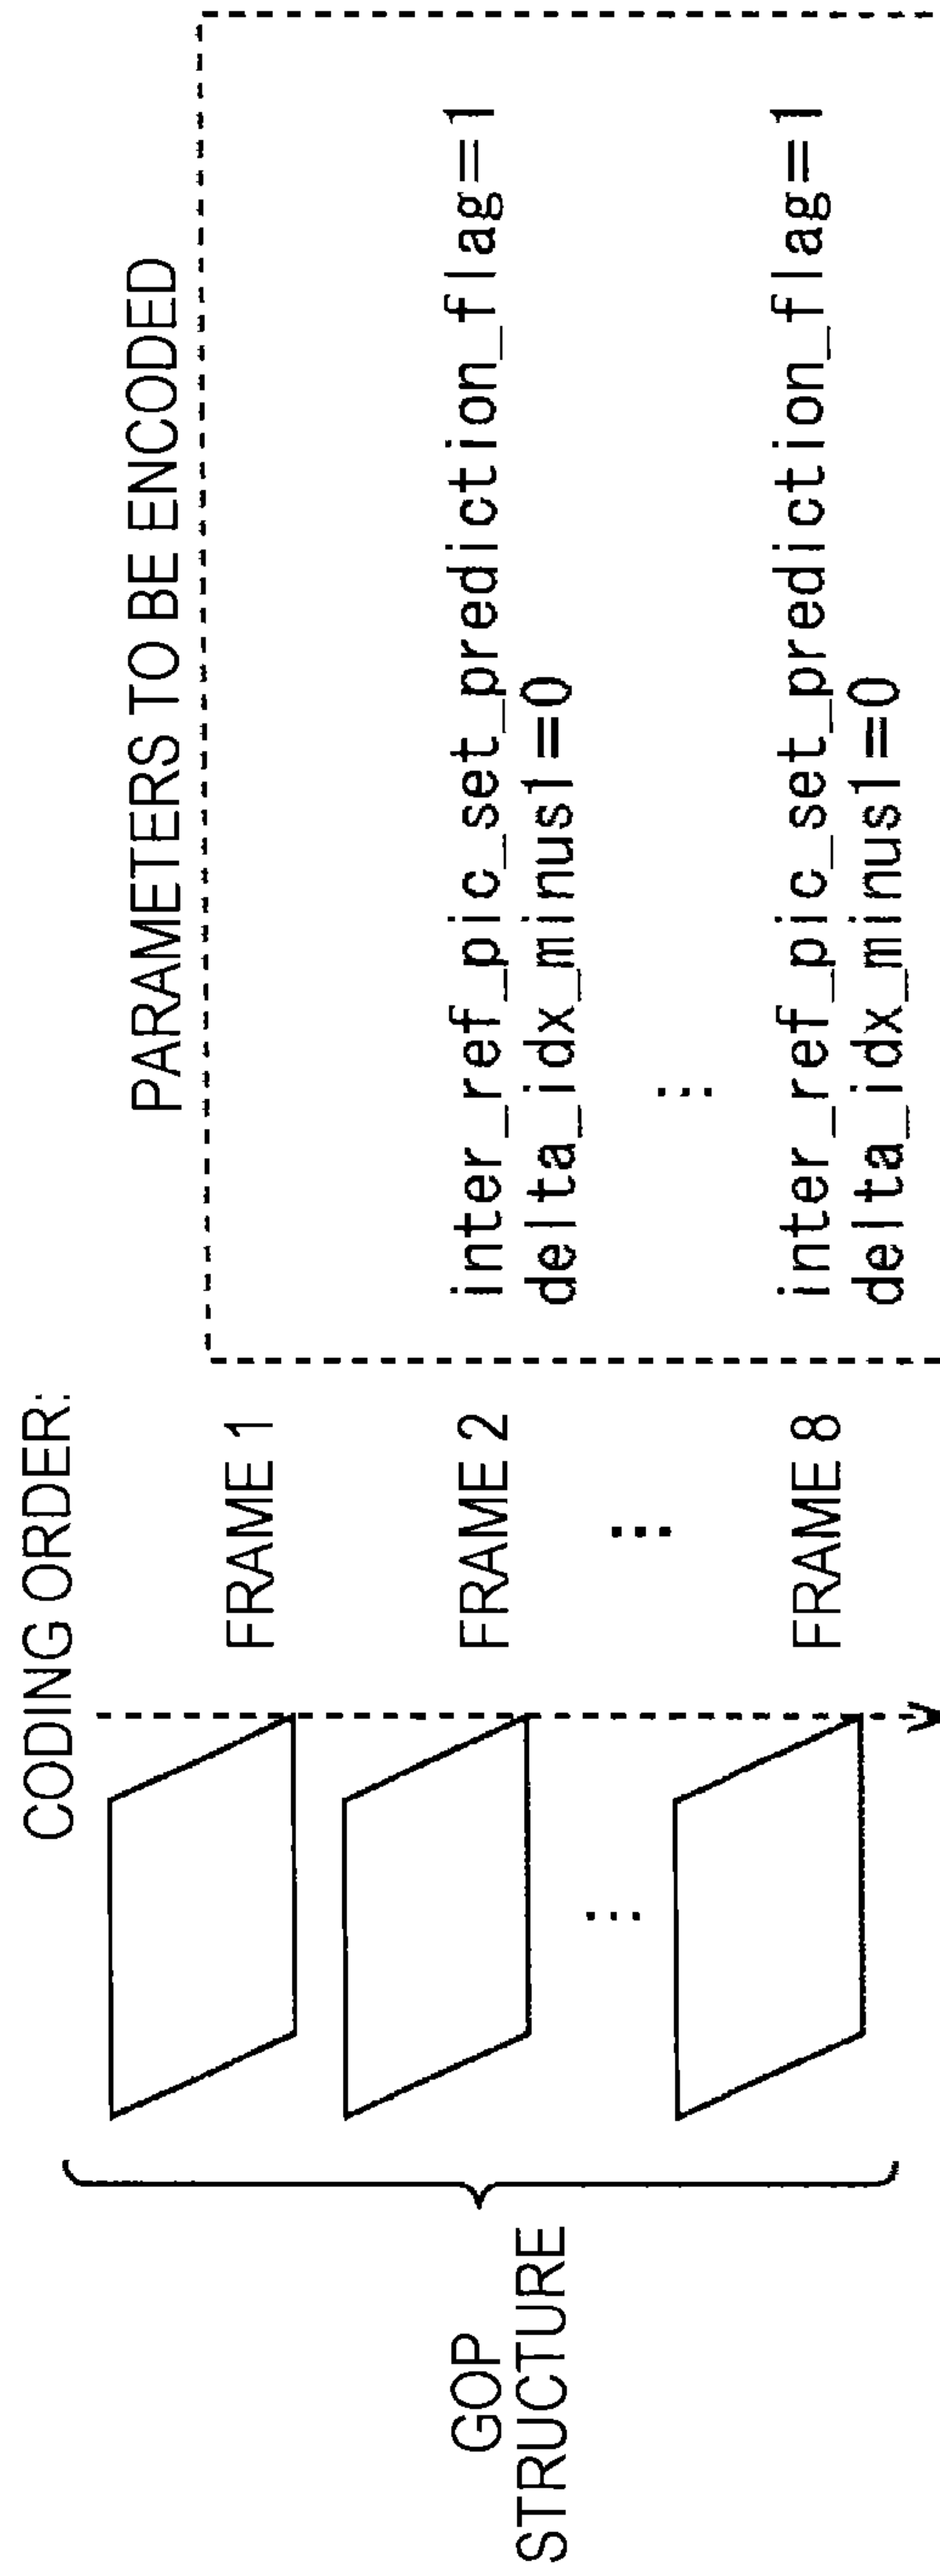 CODING ORDER:
PARAMETERS TO BE ENCODED
FRAME 1
FRAME 2
inter_ref_pic_set_prediction_flag=1
delta_idx_minus1=0
...
...
...
FRAME 8
inter_ref_pic_set_prediction_flag=1
delta_idx_minus1=0
GOP
STRUCTURE